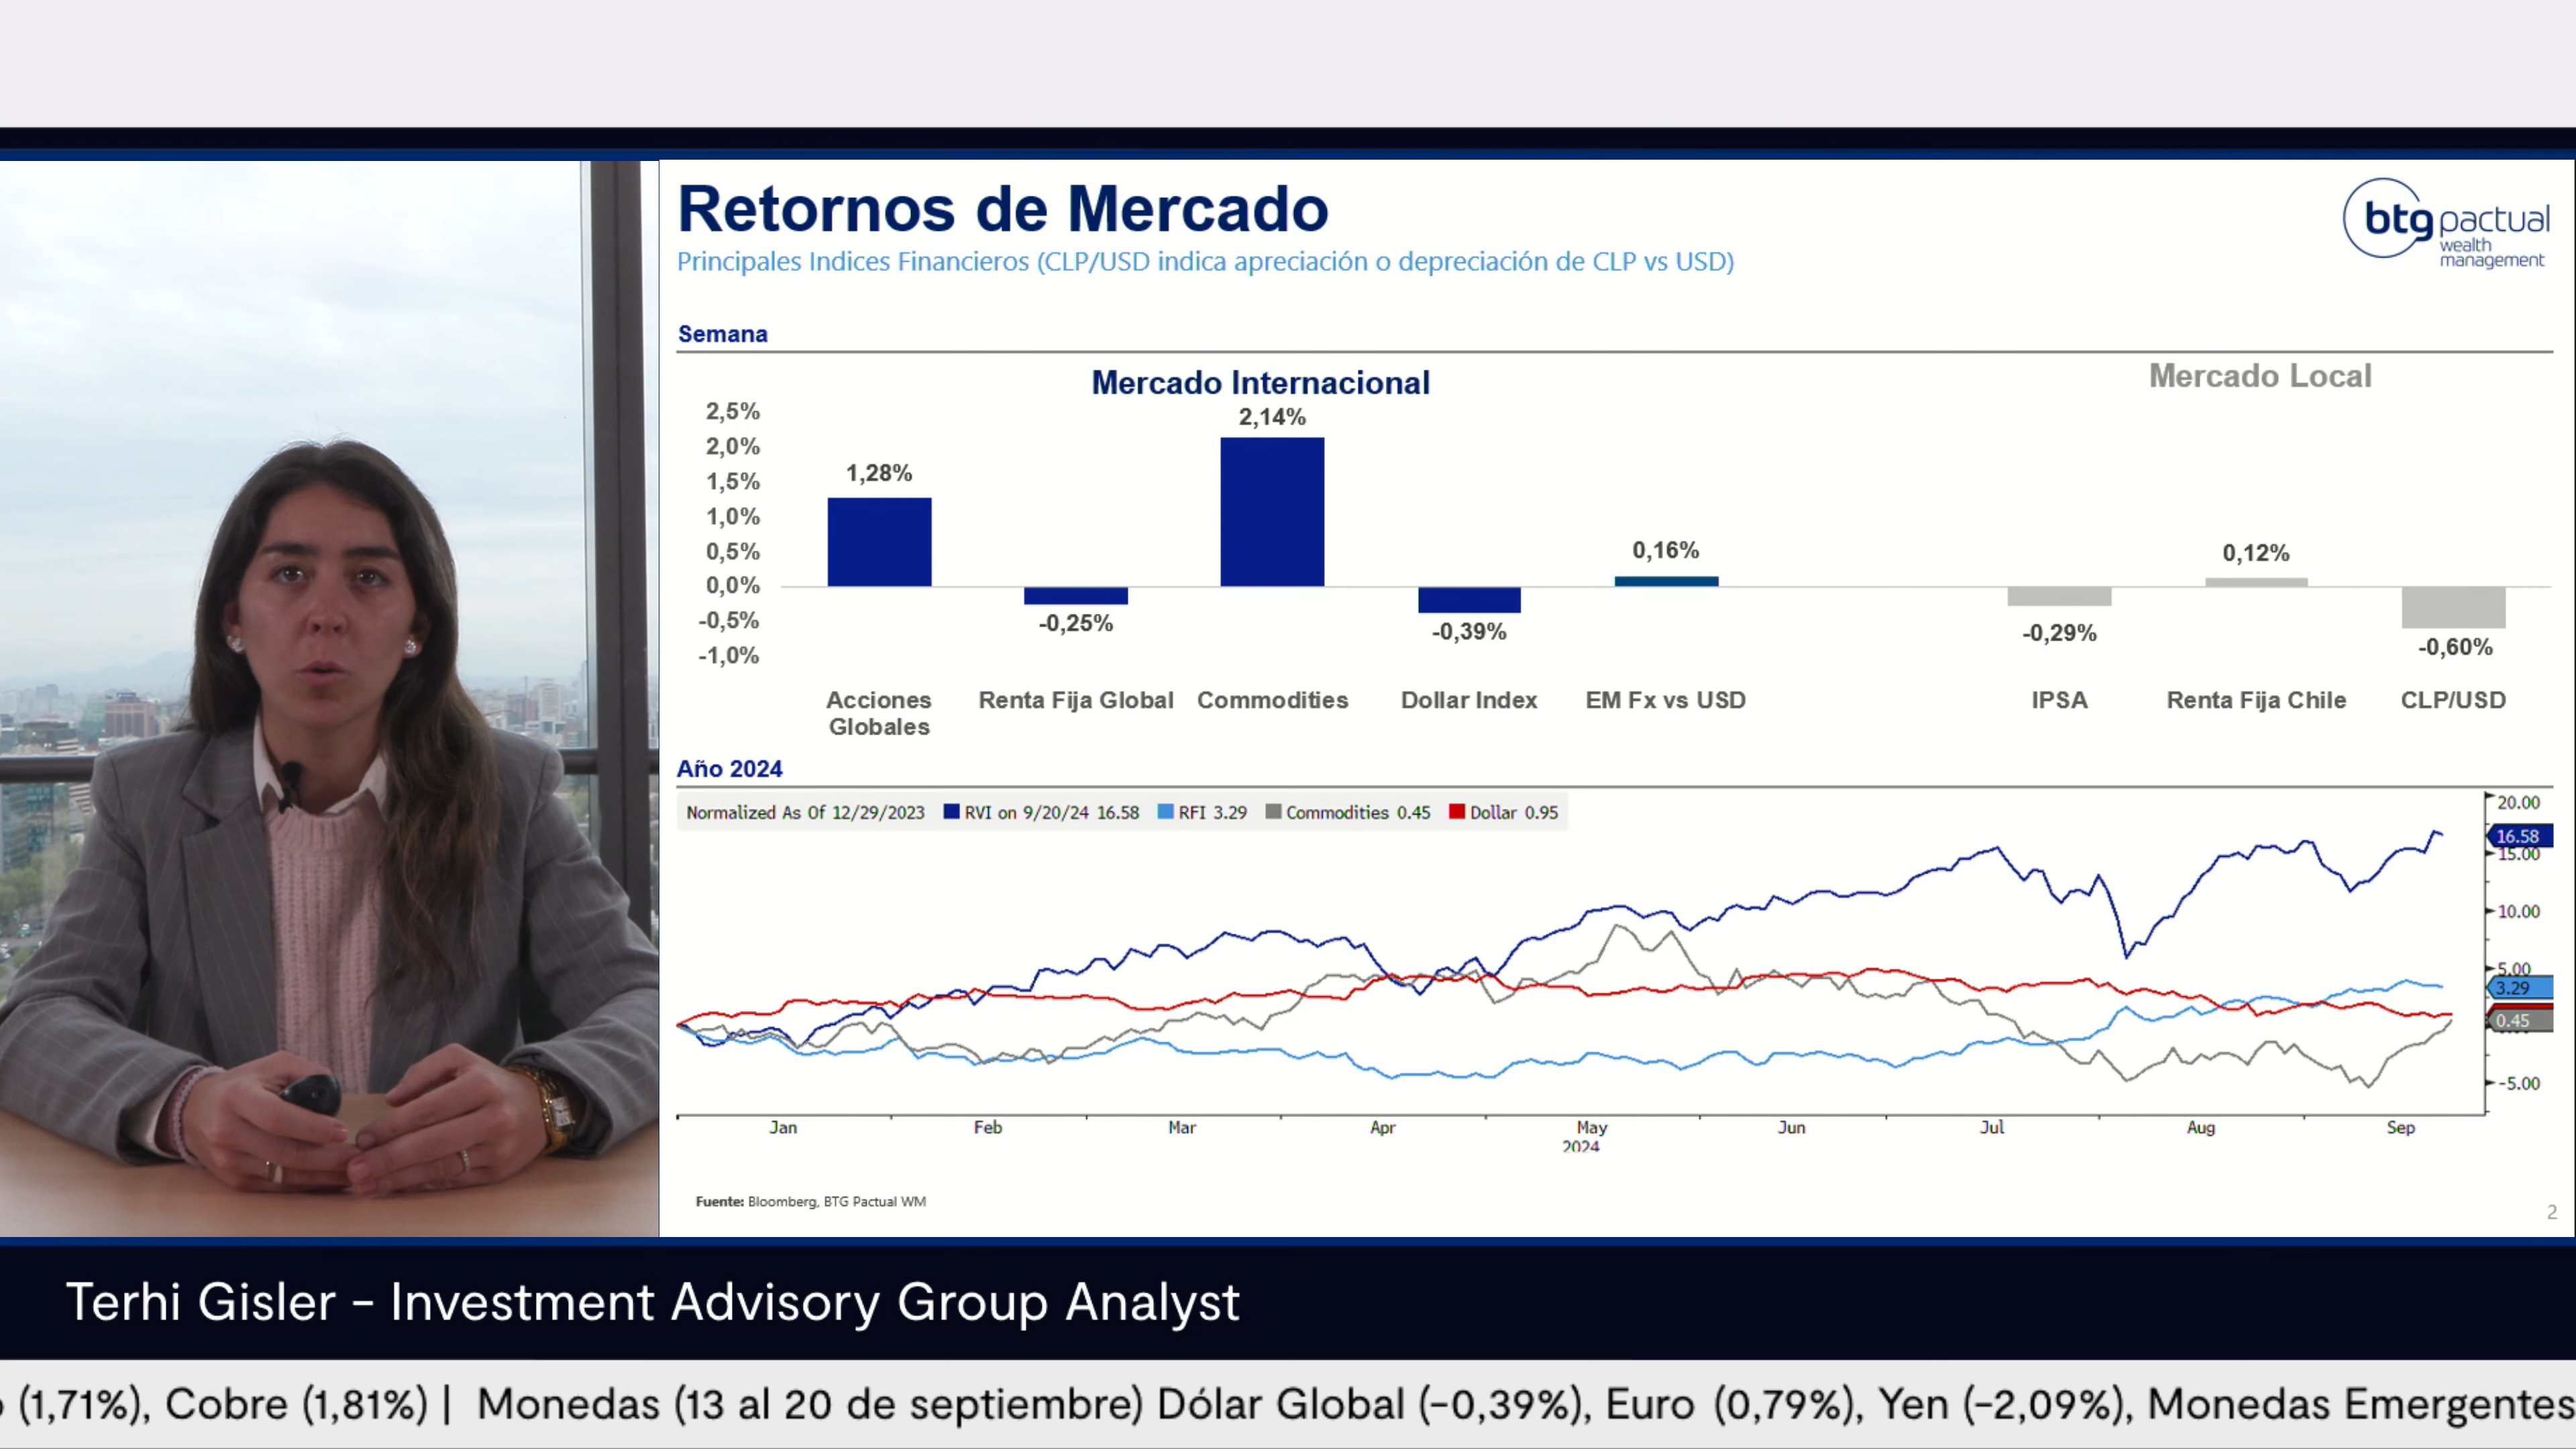 Retornos de Mercado
Principales Indices Financieros (CLP/USD indica apreciación o depreciación de CLP vs USD)
btg pactual
wealth
management
Semana
Mercado Internacional
Mercado Local
2,5%
2,0%
1,5%
1,0%
0,5%
0,0%
-0,5%
-1,0%
1,28%
-0,25%
2,14%
-0,39%
0,16%
-0,29%
0,12%
-0,60%
Acciones
Globales
Renta Fija Global
Commodities
Dollar Index
EM Fx vs USD
IPSA
Renta Fija Chile
CLP/USD
Año 2024
Normalized As Of 12/29/2023 RVI on 9/20/24 16.58 RFI 3.29 Commodities 0.45 Dollar 0.95
20.00
16.58
15.00
10.00
5.00
3.29
0.45
-5.00
Jan Feb Mar Apr May Jun Jul Aug Sep
2024
Fuente: Bloomberg, BTG Pactual WM
2
Terhi Gisler – Investment Advisory Group Analyst
(1,71%), Cobre (1,81%) | Monedas (13 al 20 de septiembre) Dólar Global (-0,39%), Euro (0,79%), Yen (-2,09%), Monedas Emergentes